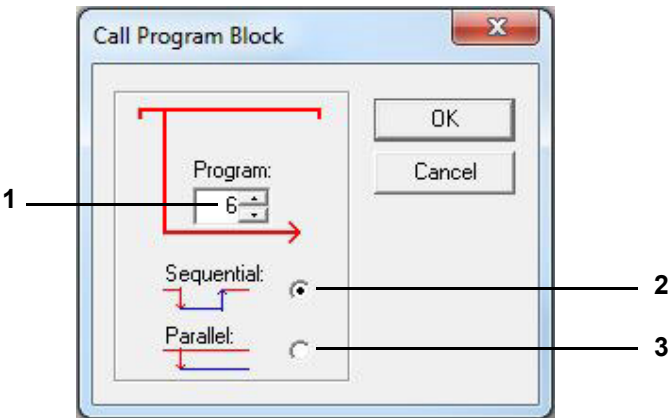 Call Program Block
OK
Program:
Cancel
1
6
Sequential:
2
Parallel:
3